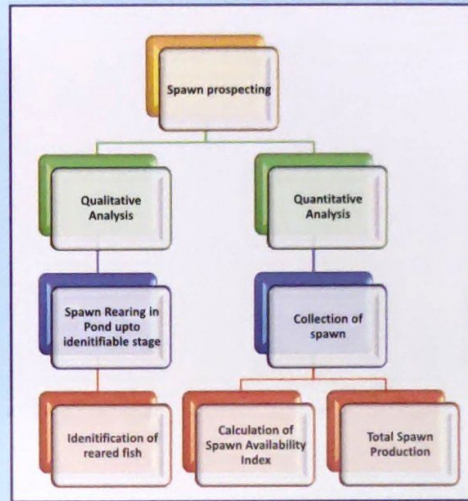 Spawn prospecting
Qualitative
Analysis
Quantitative
Analysis
Spawn Rearing in
Pond upto
idenitifiable stage
Collection of
spawn
Idenitification of
reared fish
Calculation of
Spawn Availability
Index
Total Spawn
Production